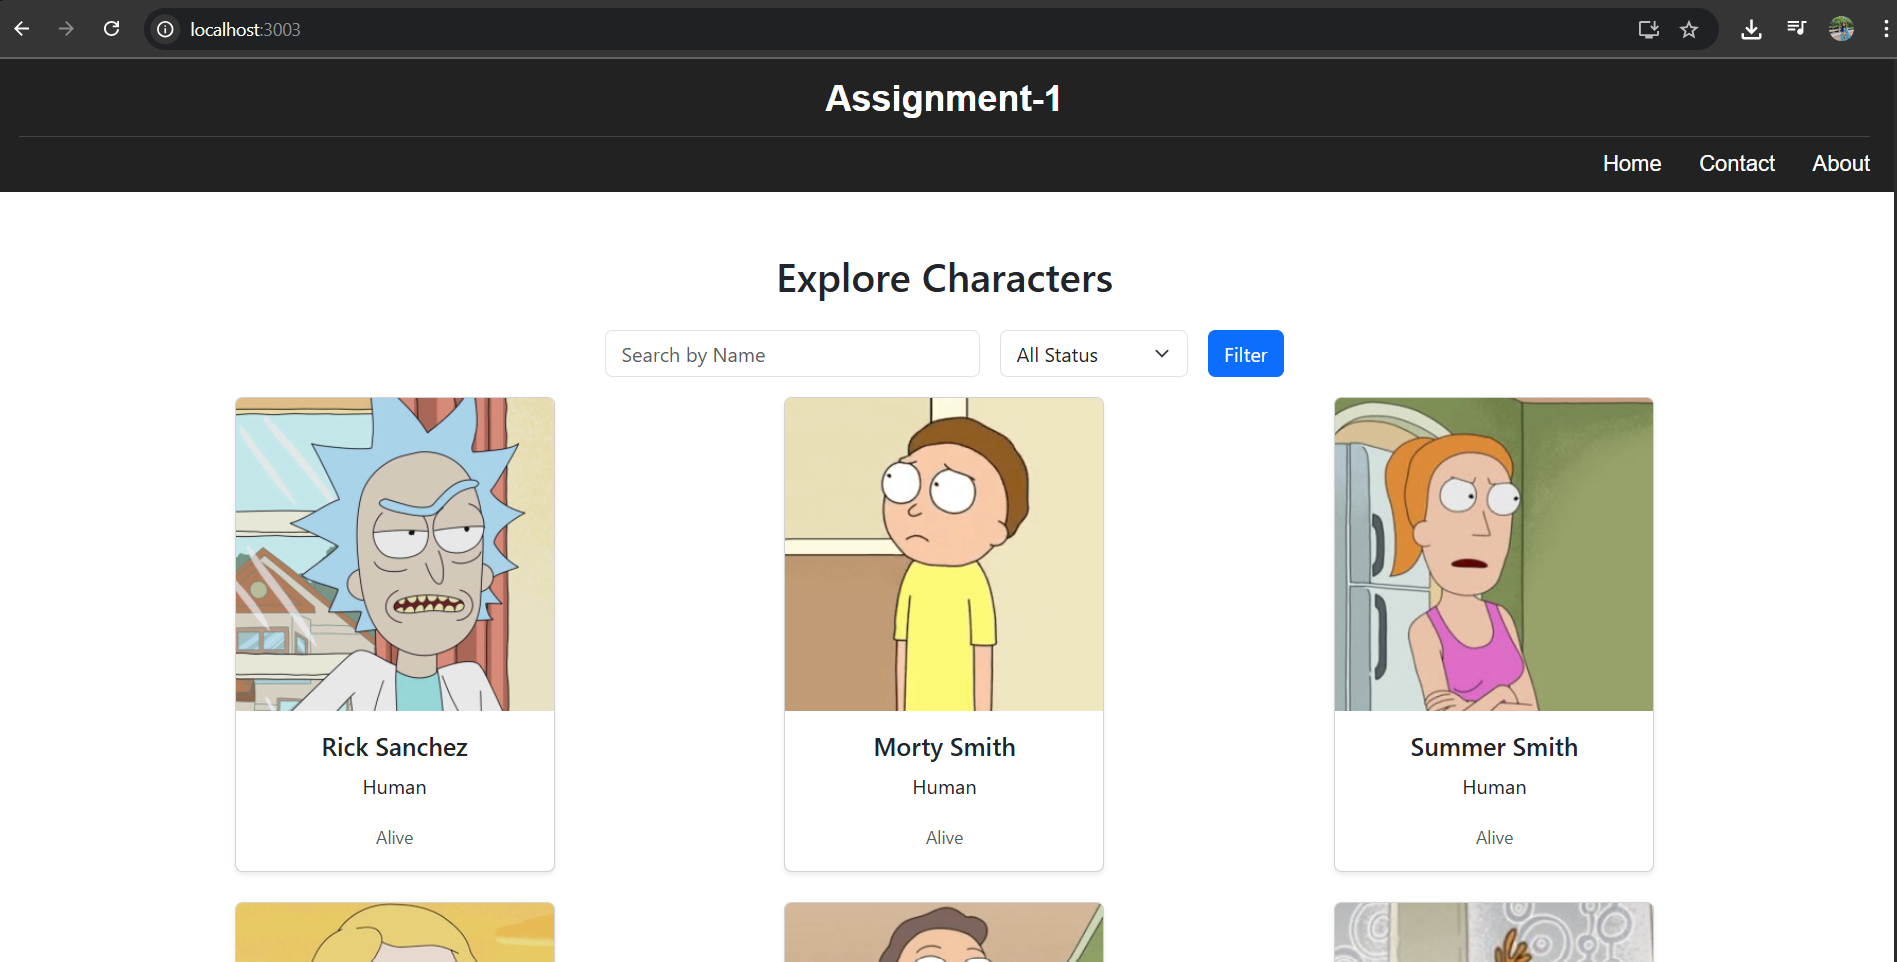 localhost:3003
Assignment-1
Home Contact About
Explore Characters
Search by Name All Status Filter
Rick Sanchez Morty Smith Summer Smith
Human Human Human
Alive Alive Alive